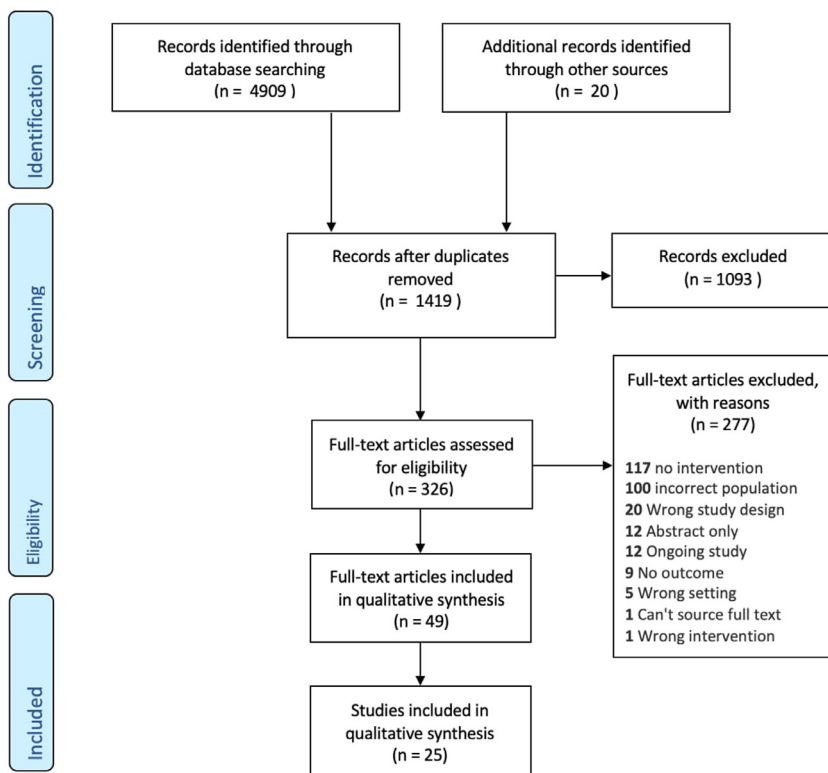 Identification
Records identified through
database searching
(n = 4909 )
Additional records identified
through other sources
(n = 20 )
Screening
Records after duplicates
removed
(n = 1419 )
Records excluded
(n = 1093 )
Eligibility
Full-text articles assessed
for eligibility
(n = 326)
Full-text articles excluded,
with reasons
(n = 277)
117 no intervention
100 incorrect population
20 Wrong study design
12 Abstract only
12 Ongoing study
9 No outcome
5 Wrong setting
1 Can't source full text
1 Wrong intervention
Full-text articles included
in qualitative synthesis
(n = 49)
Included
Studies included in
qualitative synthesis
(n = 25)